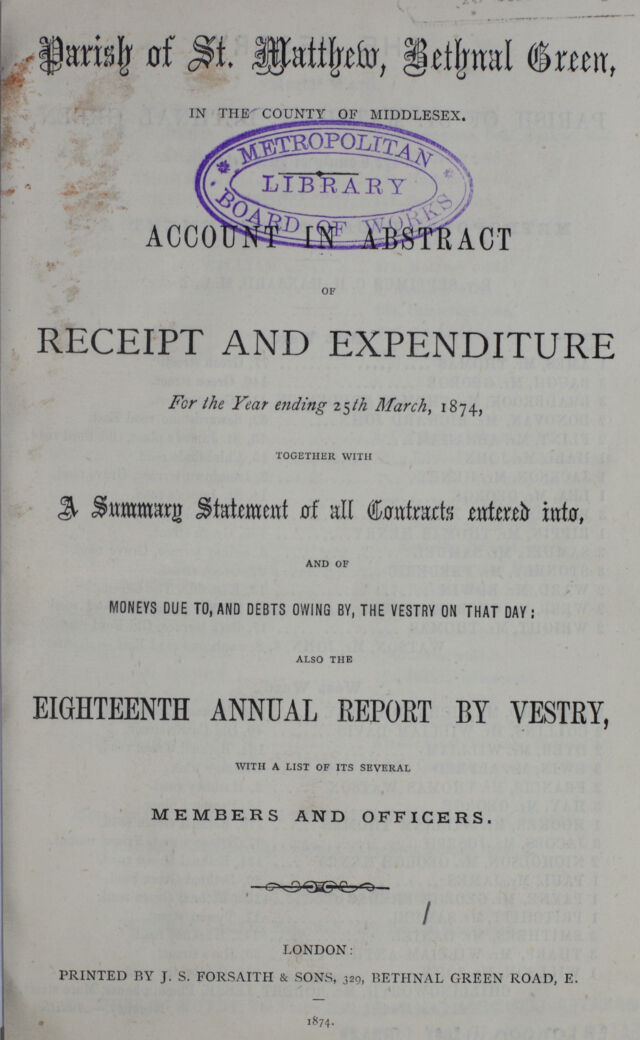 Parish of St. Matthew, Bethnal Green,
IN THE COUNTY OF MIDDLESEX.
METROPOLITAN
LIBRARY
BOARD OF WORKS
ACCOUNT IN ABSTRACT
OF
RECEIPT AND EXPENDITURE
For the Year ending 25th March, 1874,
TOGETHER WITH
A Summary Statement of all Contracts entered into,
AND OF
MONEYS DUE TO, AND DEBTS OWING BY, THE VESTRY ON THAT DAY:
ALSO THE
EIGHTEENTH ANNUAL REPORT BY VESTRY,
WITH A LIST OF ITS SEVERAL
MEMBERS AND OFFICERS.
LONDON:
PRINTED BY J. S. FORSAITH & SONS, 329, BETHNAL GREEN ROAD, E.
1874.